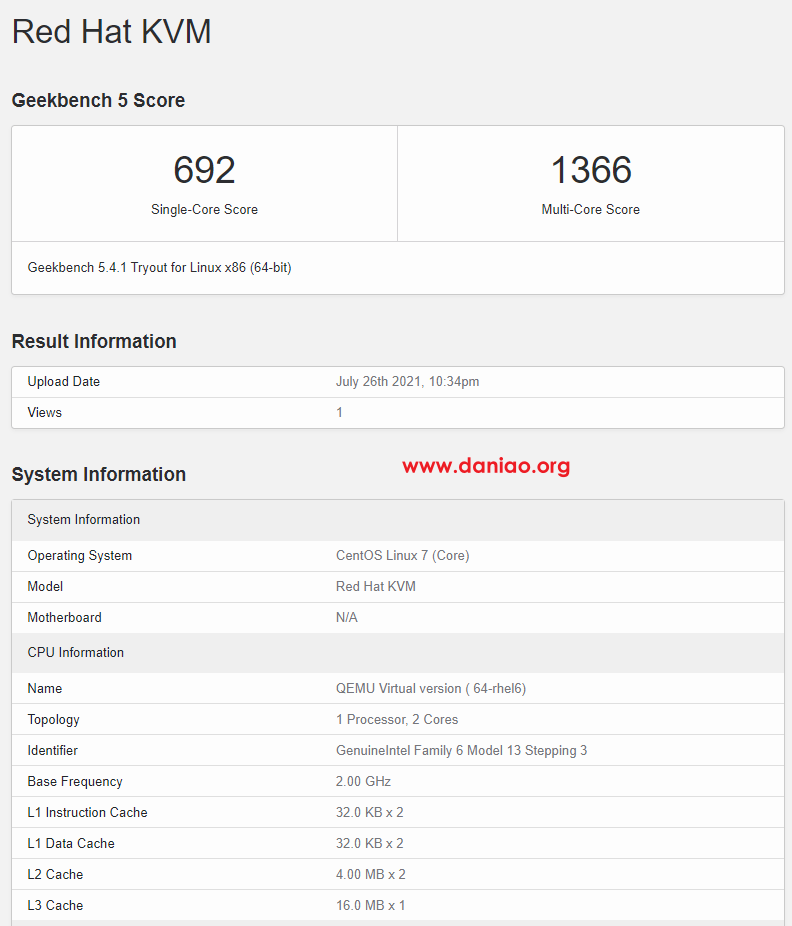 Red Hat KVM
Geekbench 5 Score
692 1366
Single-Core Score Multi-Core Score
Geekbench 5.4.1 Tryout for Linux x86 (64-bit)
Result Information
Upload Date July 26th 2021, 10:34pm
Views 1
www.daniao.org
System Information
System Information
Operating System CentOS Linux 7 (Core)
Model Red Hat KVM
Motherboard N/A
CPU Information
Name QEMU Virtual version ( 64-rhel6)
Topology 1 Processor, 2 Cores
Identifier GenuineIntel Family 6 Model 13 Stepping 3
Base Frequency 2.00 GHz
L1 Instruction Cache 32.0 KB x 2
L1 Data Cache 32.0 KB x 2
L2 Cache 4.00 MB x 2
L3 Cache 16.0 MB x 1